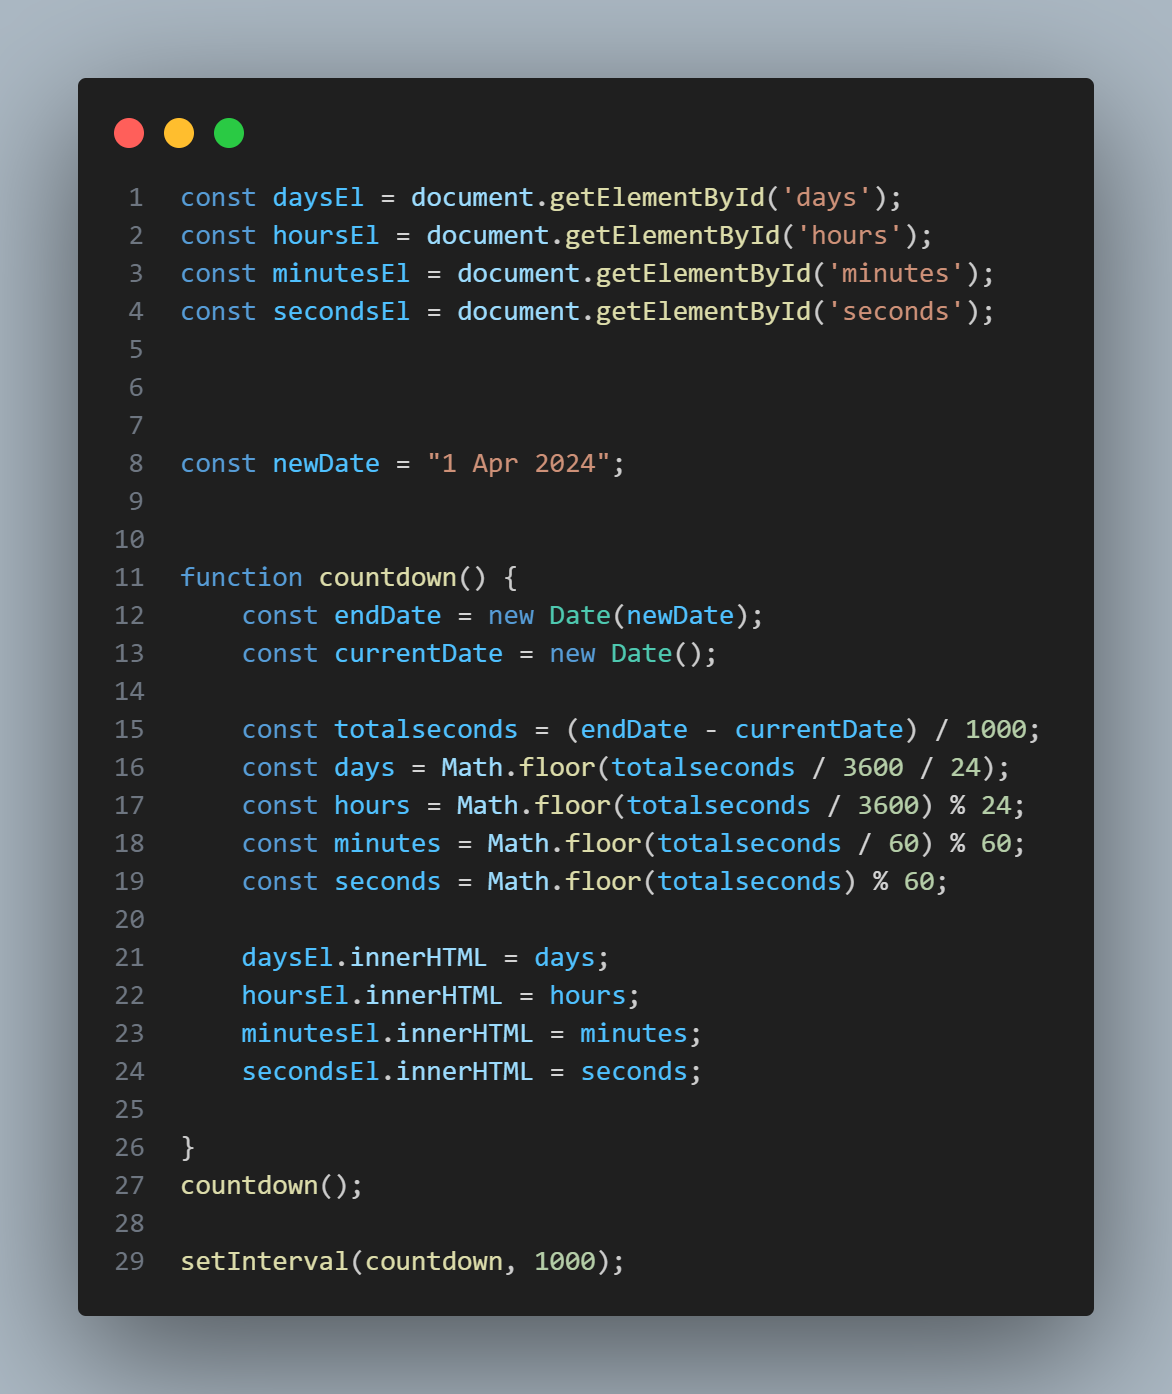 1 const daysEl = document.getElementById('days');
2 const hoursEl = document.getElementById('hours');
3 const minutesEl = document.getElementById('minutes');
4 const secondsEl = document.getElementById('seconds');
5
6
7
8 const newDate = "1 Apr 2024";
9
10
11 function countdown() {
12     const endDate = new Date(newDate);
13     const currentDate = new Date();
14
15     const totalseconds = (endDate - currentDate) / 1000;
16     const days = Math.floor(totalseconds / 3600 / 24);
17     const hours = Math.floor(totalseconds / 3600) % 24;
18     const minutes = Math.floor(totalseconds / 60) % 60;
19     const seconds = Math.floor(totalseconds) % 60;
20
21     daysEl.innerHTML = days;
22     hoursEl.innerHTML = hours;
23     minutesEl.innerHTML = minutes;
24     secondsEl.innerHTML = seconds;
25
26 }
27 countdown();
28
29 setInterval(countdown, 1000);